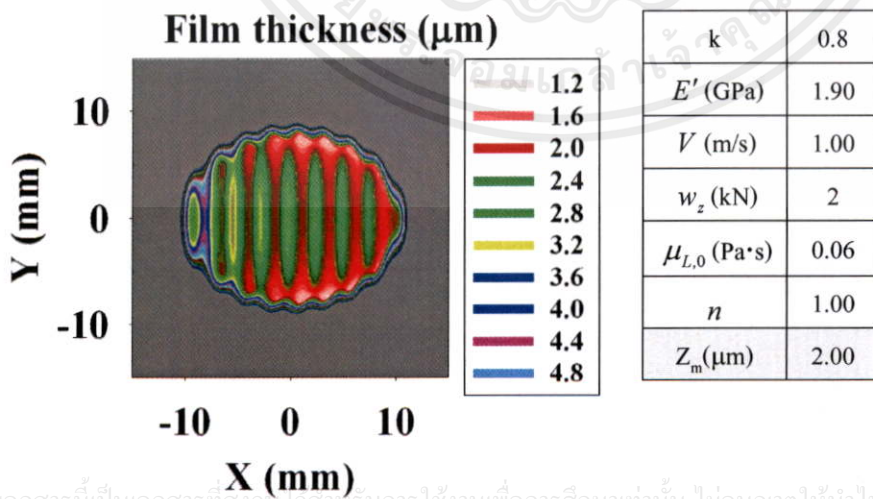 Film thickness (μm)
10
0
-10
Y (mm)
-10 0 10
X (mm)
1.2
1.6
2.0
2.4
2.8
3.2
3.6
4.0
4.4
4.8
k 0.8
E′ (GPa) 1.90
V (m/s) 1.00
w_z (kN) 2
μ_L,0 (Pa·s) 0.06
n 1.00
Z_m(μm) 2.00